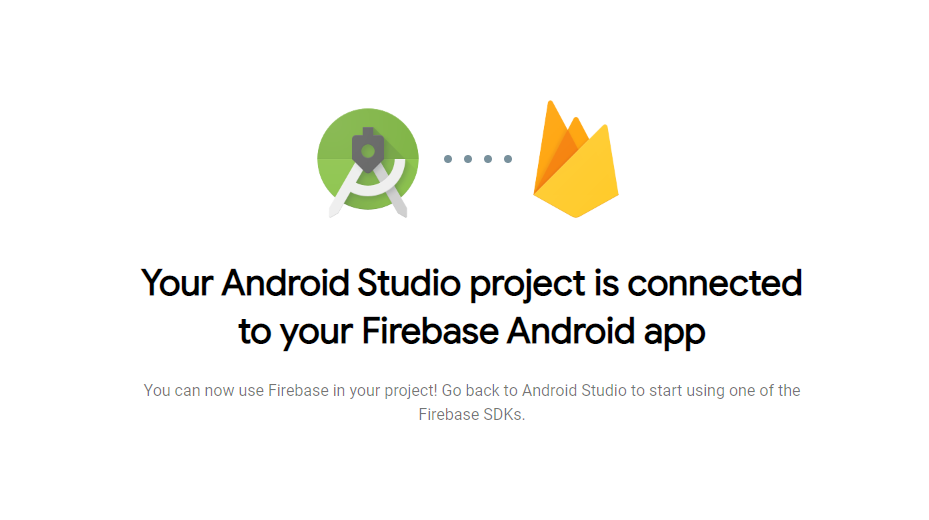 Your Android Studio project is connected
to your Firebase Android app
You can now use Firebase in your project! Go back to Android Studio to start using one of the
Firebase SDKs.